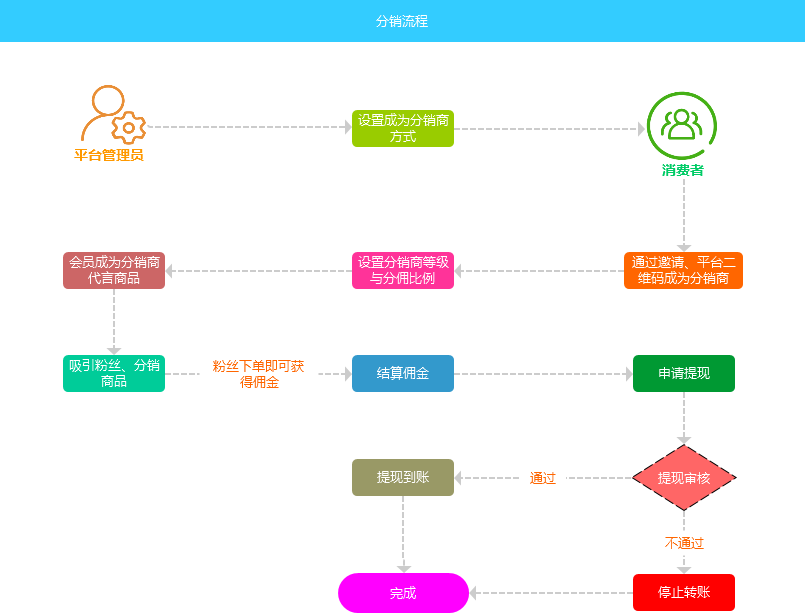 分销流程
设置成为分销商
方式
平台管理员
消费者
会员成为分销商
代言商品
设置分销商等级
与分佣比例
通过邀请、平台二
维码成为分销商
吸引粉丝、分销
商品
粉丝下单即可获
得佣金
结算佣金
申请提现
提现到账
通过
提现审核
不通过
完成
停止转账